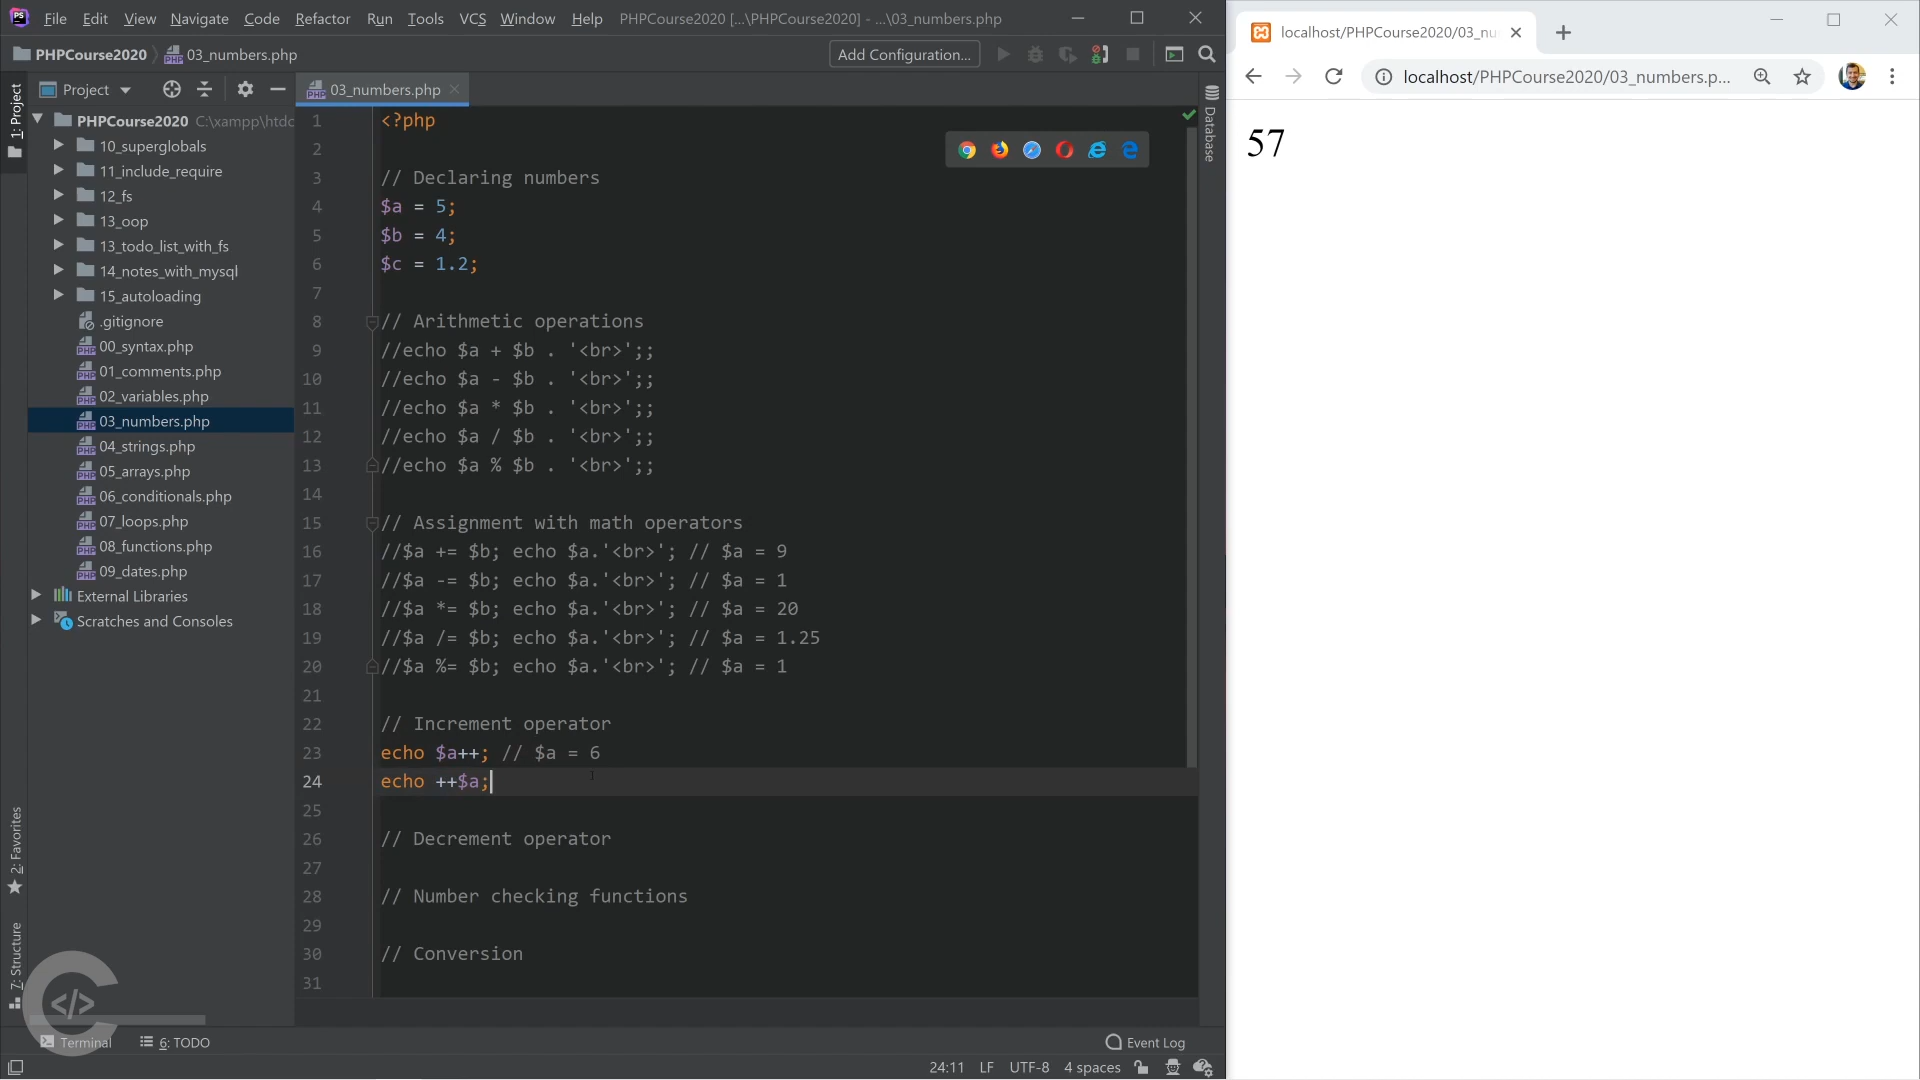 File Edit View Navigate Code Refactor Run Tools VCS Window Help PHPCourse2020 [...\PHPCourse2020] - ...\03_numbers.php
PHPCourse2020 03_numbers.php Add Configuration...
1: Project
Project
03_numbers.php
PHPCourse2020 C:\xampp\htdc
10_superglobals
11_include_require
12_fs
13_oop
13_todo_list_with_fs
14_notes_with_mysql
15_autoloading
.gitignore
00_syntax.php
01_comments.php
02_variables.php
03_numbers.php
04_strings.php
05_arrays.php
06_conditionals.php
07_loops.php
08_functions.php
09_dates.php
External Libraries
Scratches and Consoles
2: Favorites
7: Structure
1 <?php
2
3 // Declaring numbers
4 $a = 5;
5 $b = 4;
6 $c = 1.2;
7
8 // Arithmetic operations
9 //echo $a + $b . '<br>';;
10 //echo $a - $b . '<br>';;
11 //echo $a * $b . '<br>';;
12 //echo $a / $b . '<br>';;
13 //echo $a % $b . '<br>';;
14
15 // Assignment with math operators
16 //$a += $b; echo $a.'<br>'; // $a = 9
17 //$a -= $b; echo $a.'<br>'; // $a = 1
18 //$a *= $b; echo $a.'<br>'; // $a = 20
19 //$a /= $b; echo $a.'<br>'; // $a = 1.25
20 //$a %= $b; echo $a.'<br>'; // $a = 1
21
22 // Increment operator
23 echo $a++; // $a = 6
24 echo ++$a;
25
26 // Decrement operator
27
28 // Number checking functions
29
30 // Conversion
31
Database
Terminal 6: TODO Event Log
24:11 LF UTF-8 4 spaces
localhost/PHPCourse2020/03_nu
localhost/PHPCourse2020/03_numbers.p...
57